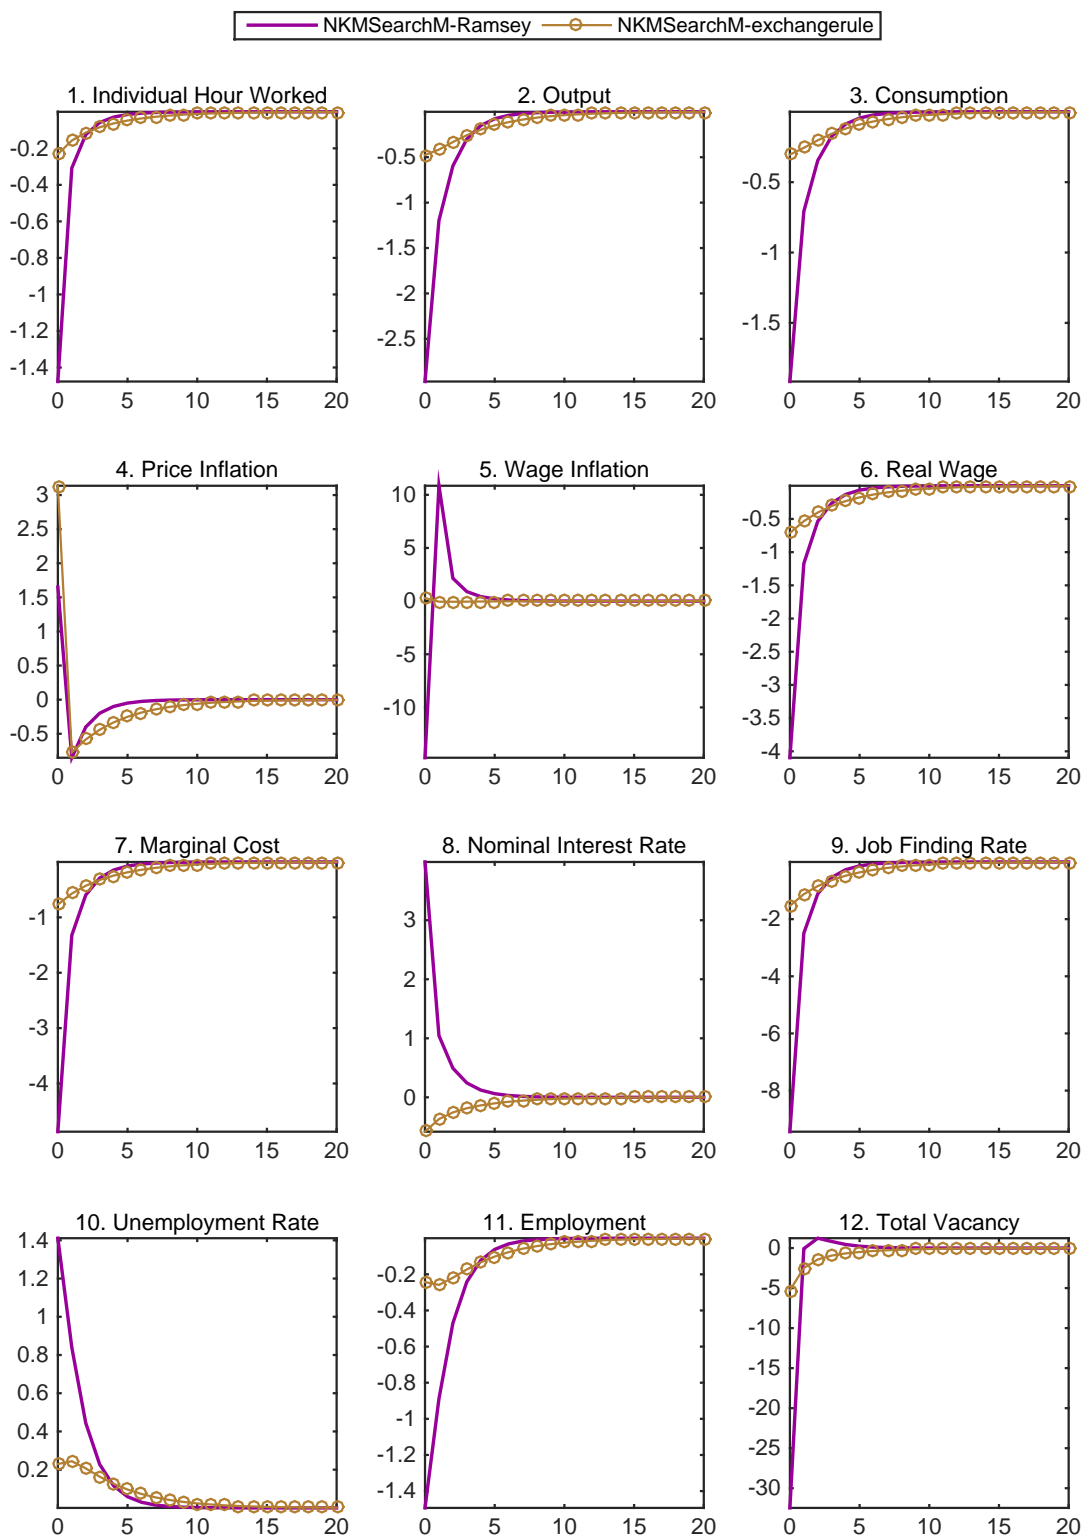 NKMSearchM-Ramsey NKMSearchM-exchangerule
1. Individual Hour Worked
-0.2
-0.4
-0.6
-0.8
-1
-1.2
-1.4
0 5 10 15 20
2. Output
-0.5
-1
-1.5
-2
-2.5
0 5 10 15 20
3. Consumption
-0.5
-1
-1.5
0 5 10 15 20
4. Price Inflation
3
2.5
2
1.5
1
0.5
0
-0.5
0 5 10 15 20
5. Wage Inflation
10
5
0
-5
-10
0 5 10 15 20
6. Real Wage
-0.5
-1
-1.5
-2
-2.5
-3
-3.5
-4
0 5 10 15 20
7. Marginal Cost
-1
-2
-3
-4
0 5 10 15 20
8. Nominal Interest Rate
3
2
1
0
0 5 10 15 20
9. Job Finding Rate
-2
-4
-6
-8
0 5 10 15 20
10. Unemployment Rate
1.4
1.2
1
0.8
0.6
0.4
0.2
0 5 10 15 20
11. Employment
-0.2
-0.4
-0.6
-0.8
-1
-1.2
-1.4
0 5 10 15 20
12. Total Vacancy
0
-5
-10
-15
-20
-25
-30
0 5 10 15 20